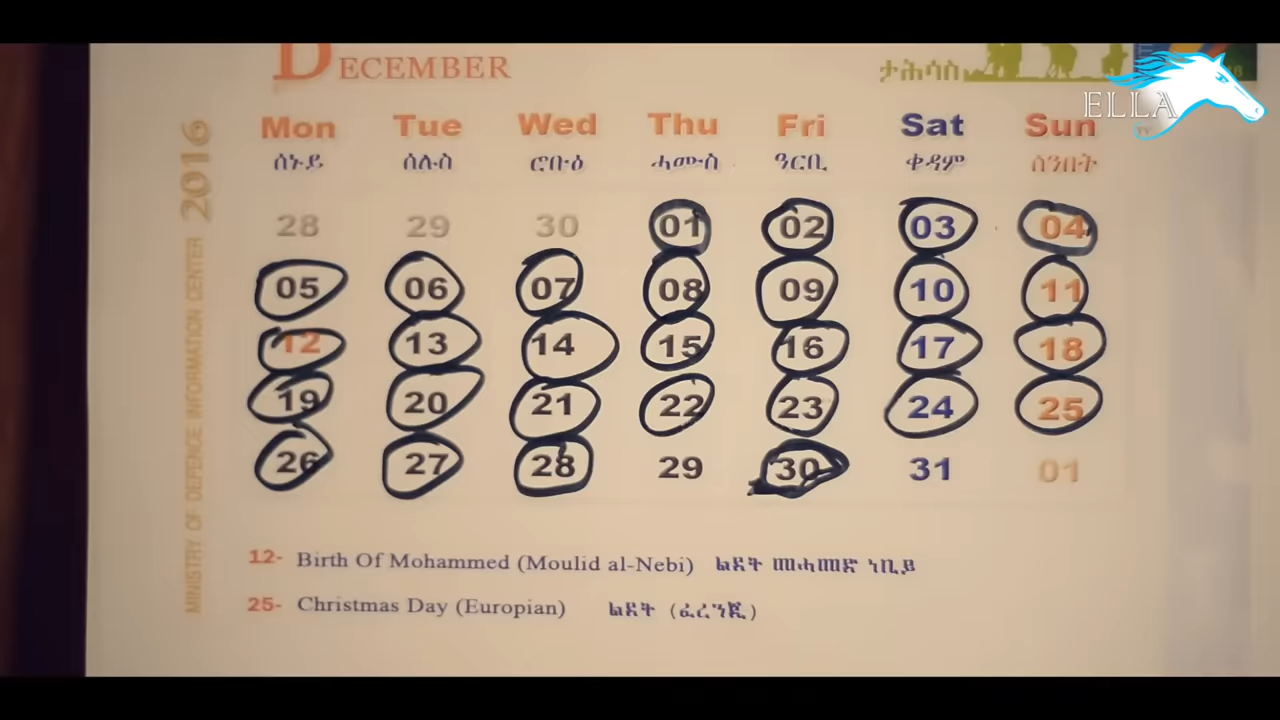 DECEMBER
ታሕሳስ
ELLA
TV
MINISTRY OF DEFENCE INFORMATION CENTER 2016
Mon Tue Wed Thu Fri Sat Sun
ሰኑይ ሰሉስ ሮቡዕ ሓሙስ ዓርቢ ቀዳም ሰንበት
28 29 30 01 02 03 04
05 06 07 08 09 10 11
12 13 14 15 16 17 18
19 20 21 22 23 24 25
26 27 28 29 30 31 01
12- Birth Of Mohammed (Moulid al-Nebi) ልደት መሓመድ ነቢይ
25- Christmas Day (Europian) ልደት (ፈረንጂ)